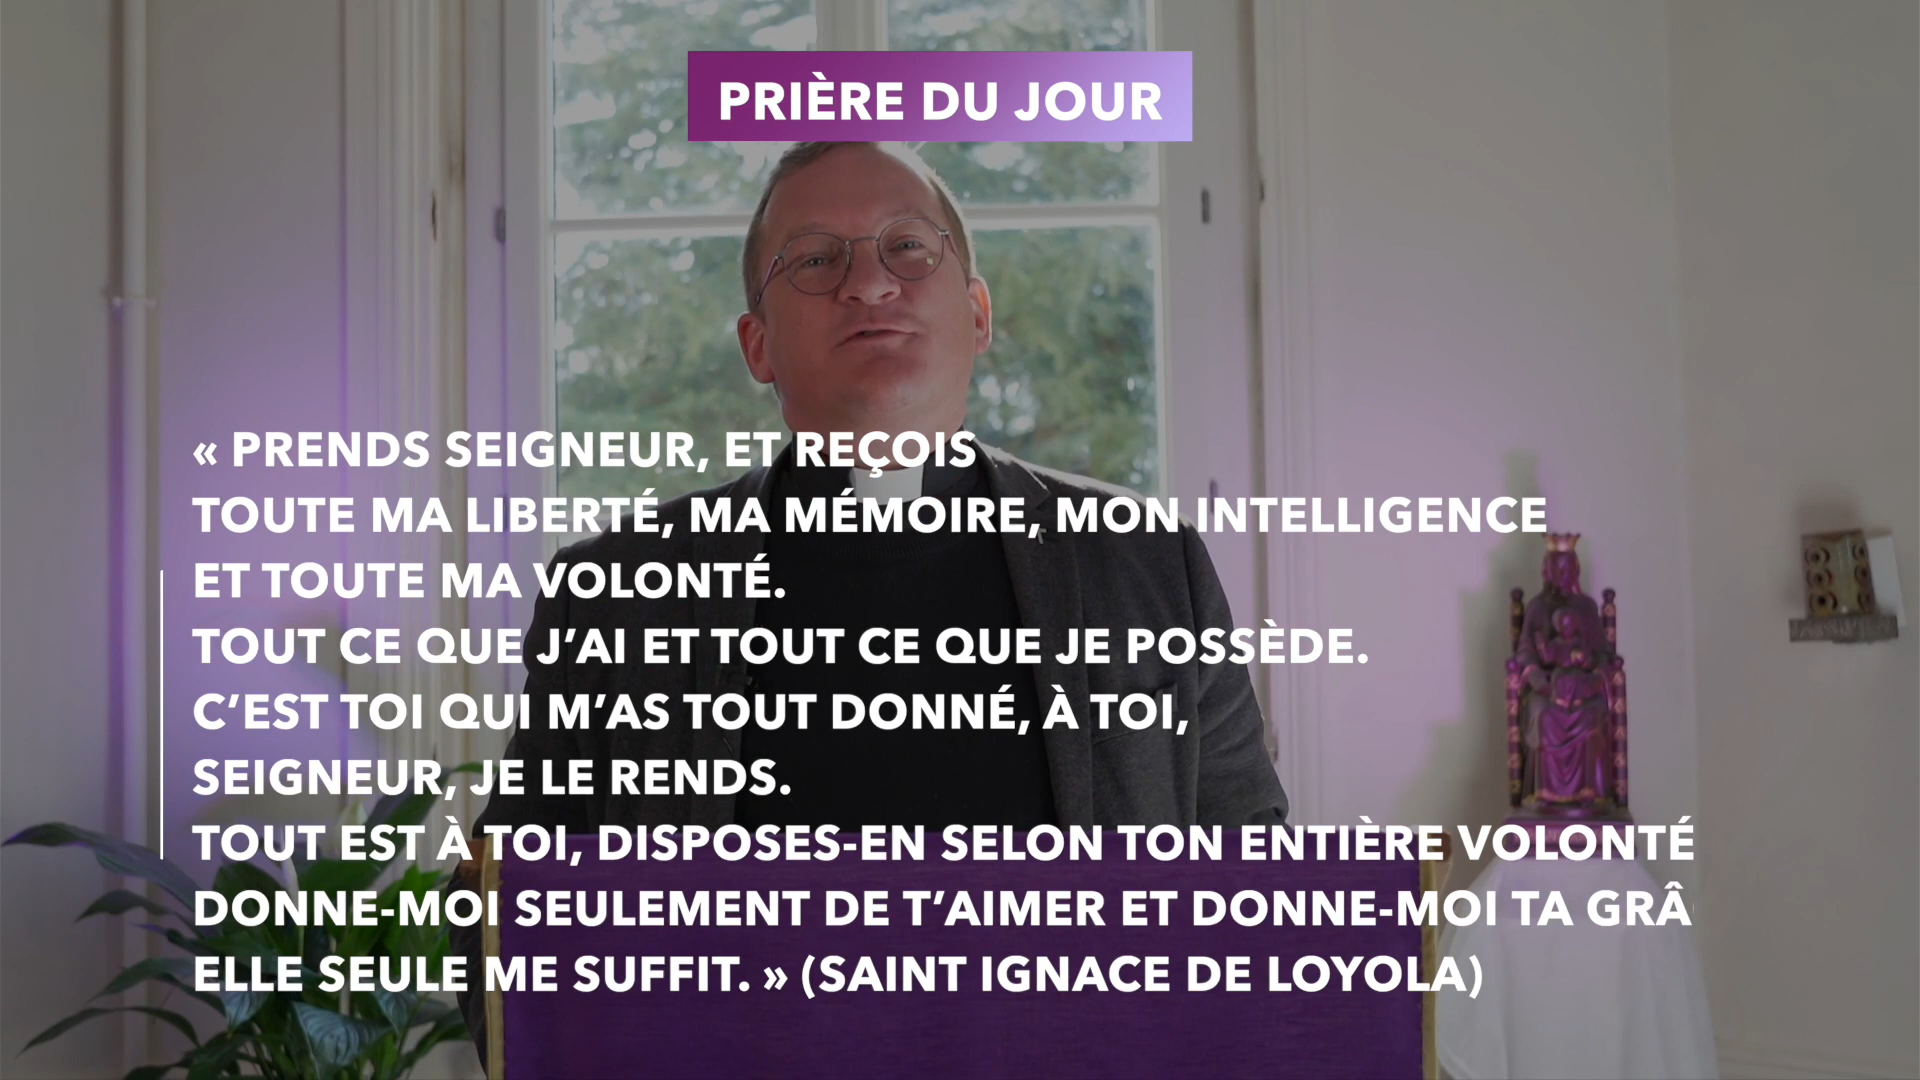 PRIÈRE DU JOUR
« PRENDS SEIGNEUR, ET REÇOIS
TOUTE MA LIBERTÉ, MA MÉMOIRE, MON INTELLIGENCE
ET TOUTE MA VOLONTÉ.
TOUT CE QUE J’AI ET TOUT CE QUE JE POSSÈDE.
C’EST TOI QUI M’AS TOUT DONNÉ, À TOI,
SEIGNEUR, JE LE RENDS.
TOUT EST À TOI, DISPOSES-EN SELON TON ENTIÈRE VOLONTÉ
DONNE-MOI SEULEMENT DE T’AIMER ET DONNE-MOI TA GRÂ
ELLE SEULE ME SUFFIT. » (SAINT IGNACE DE LOYOLA)